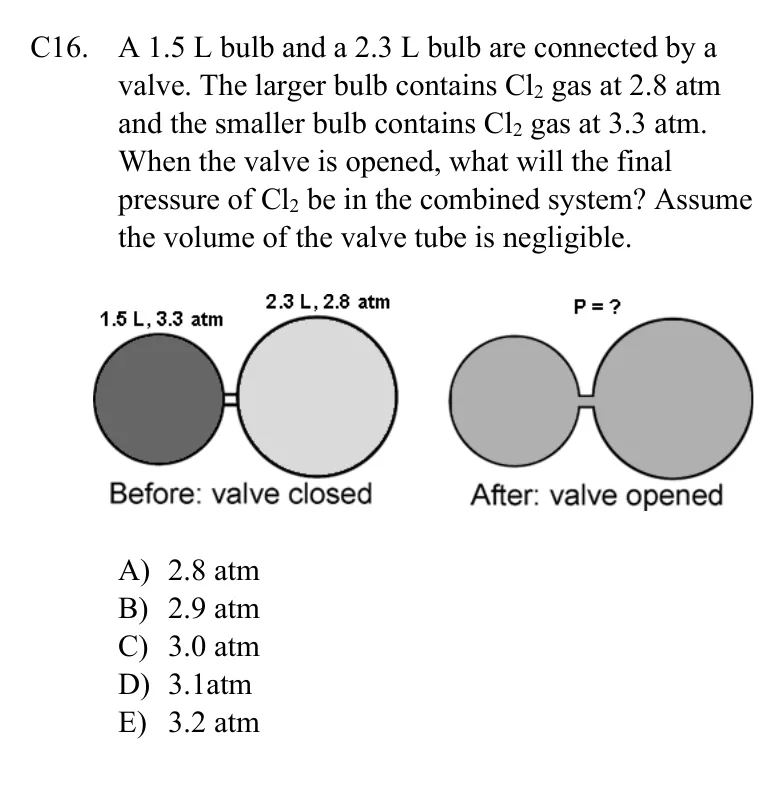 C16. A 1.5 L bulb and a 2.3 L bulb are connected by a
valve. The larger bulb contains Cl₂ gas at 2.8 atm
and the smaller bulb contains Cl₂ gas at 3.3 atm.
When the valve is opened, what will the final
pressure of Cl₂ be in the combined system? Assume
the volume of the valve tube is negligible.
1.5 L, 3.3 atm
2.3 L, 2.8 atm
P = ?
Before: valve closed
After: valve opened
A) 2.8 atm
B) 2.9 atm
C) 3.0 atm
D) 3.1atm
E) 3.2 atm